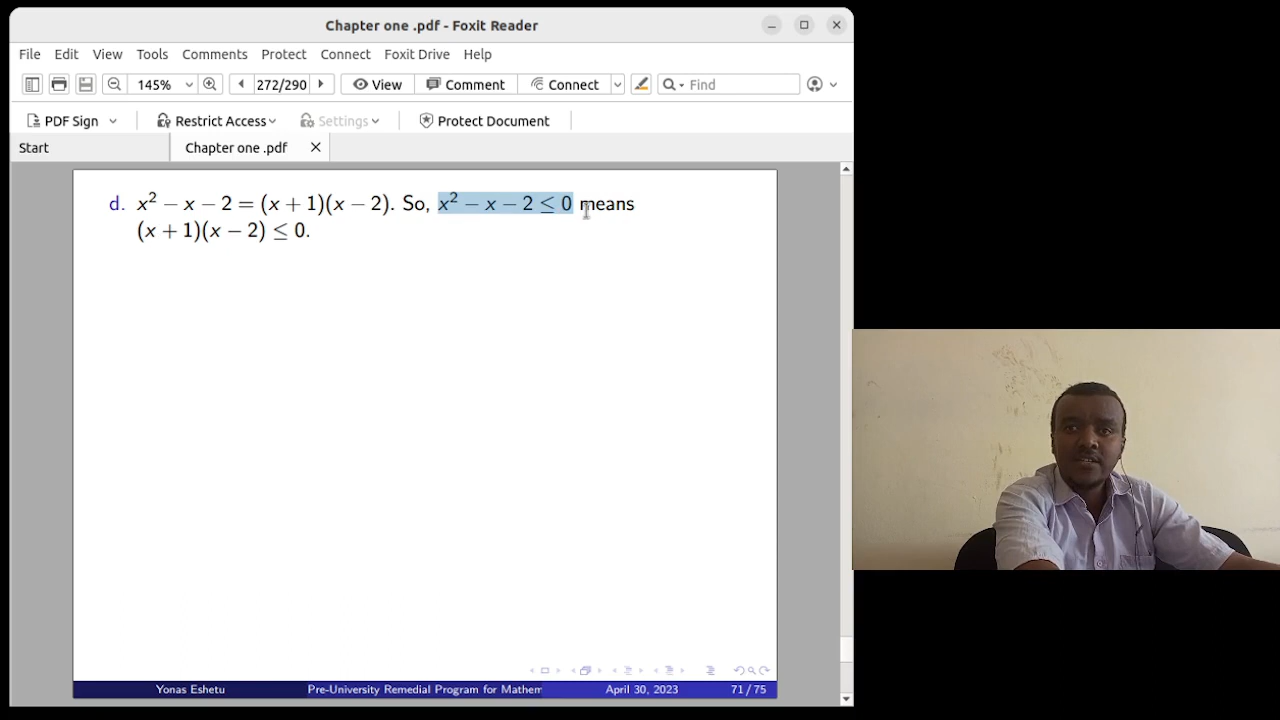 Chapter one .pdf - Foxit Reader
File Edit View Tools Comments Protect Connect Foxit Drive Help
145% 272/290 View Comment Connect Find
PDF Sign Restrict Access Settings Protect Document
Start Chapter one .pdf
d. x² − x − 2 = (x + 1)(x − 2). So, x² − x − 2 ≤ 0 means
(x + 1)(x − 2) ≤ 0.
Yonas Eshetu Pre-University Remedial Program for Mathem April 30, 2023 71 / 75